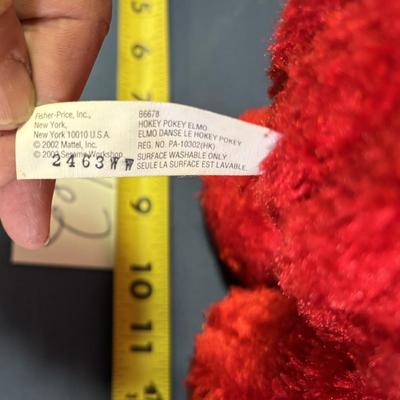 Fisher-Price, Inc.,
New York,
New York 10010 U.S.A.
© 2002 Mattel, Inc.
© 2002 Sesame Workshop
2463WW
86678
HOKEY POKEY ELMO
ELMO DANSE LE HOKEY POKEY
REG. NO. PA-10302(HK)
SURFACE WASHABLE ONLY
SEULE LA SURFACE EST LAVABLE.
5
6
7
9
10
11